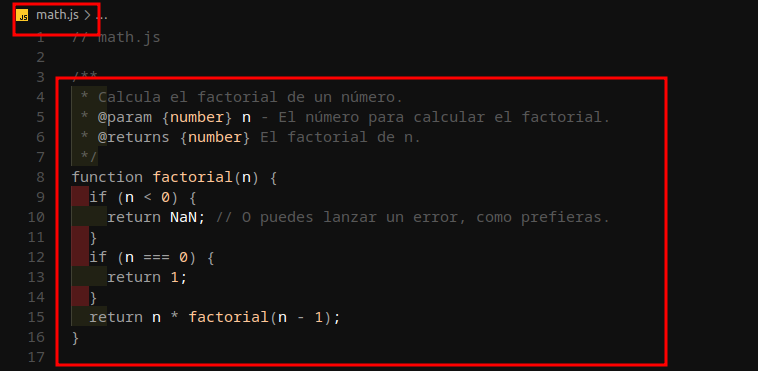 JS math.js > ...
1 // math.js
2
3 /**
4  * Calcula el factorial de un número.
5  * @param {number} n - El número para calcular el factorial.
6  * @returns {number} El factorial de n.
7  */
8 function factorial(n) {
9   if (n < 0) {
10     return NaN; // O puedes lanzar un error, como prefieras.
11   }
12   if (n === 0) {
13     return 1;
14   }
15   return n * factorial(n - 1);
16 }
17